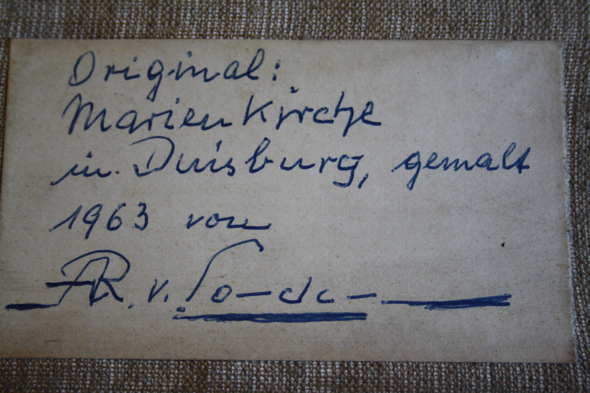 Original:
Marienkirche
in Duisburg, gemalt
1963 von